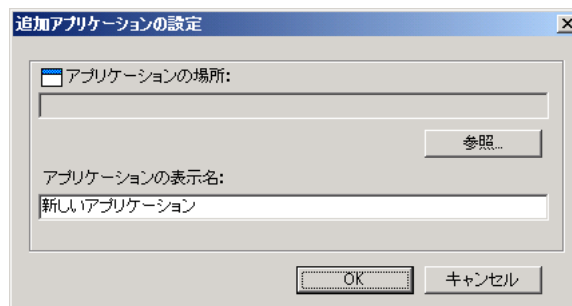 追加アプリケーションの設定
アプリケーションの場所:
参照...
アプリケーションの表示名:
新しいアプリケーション
OK
キャンセル